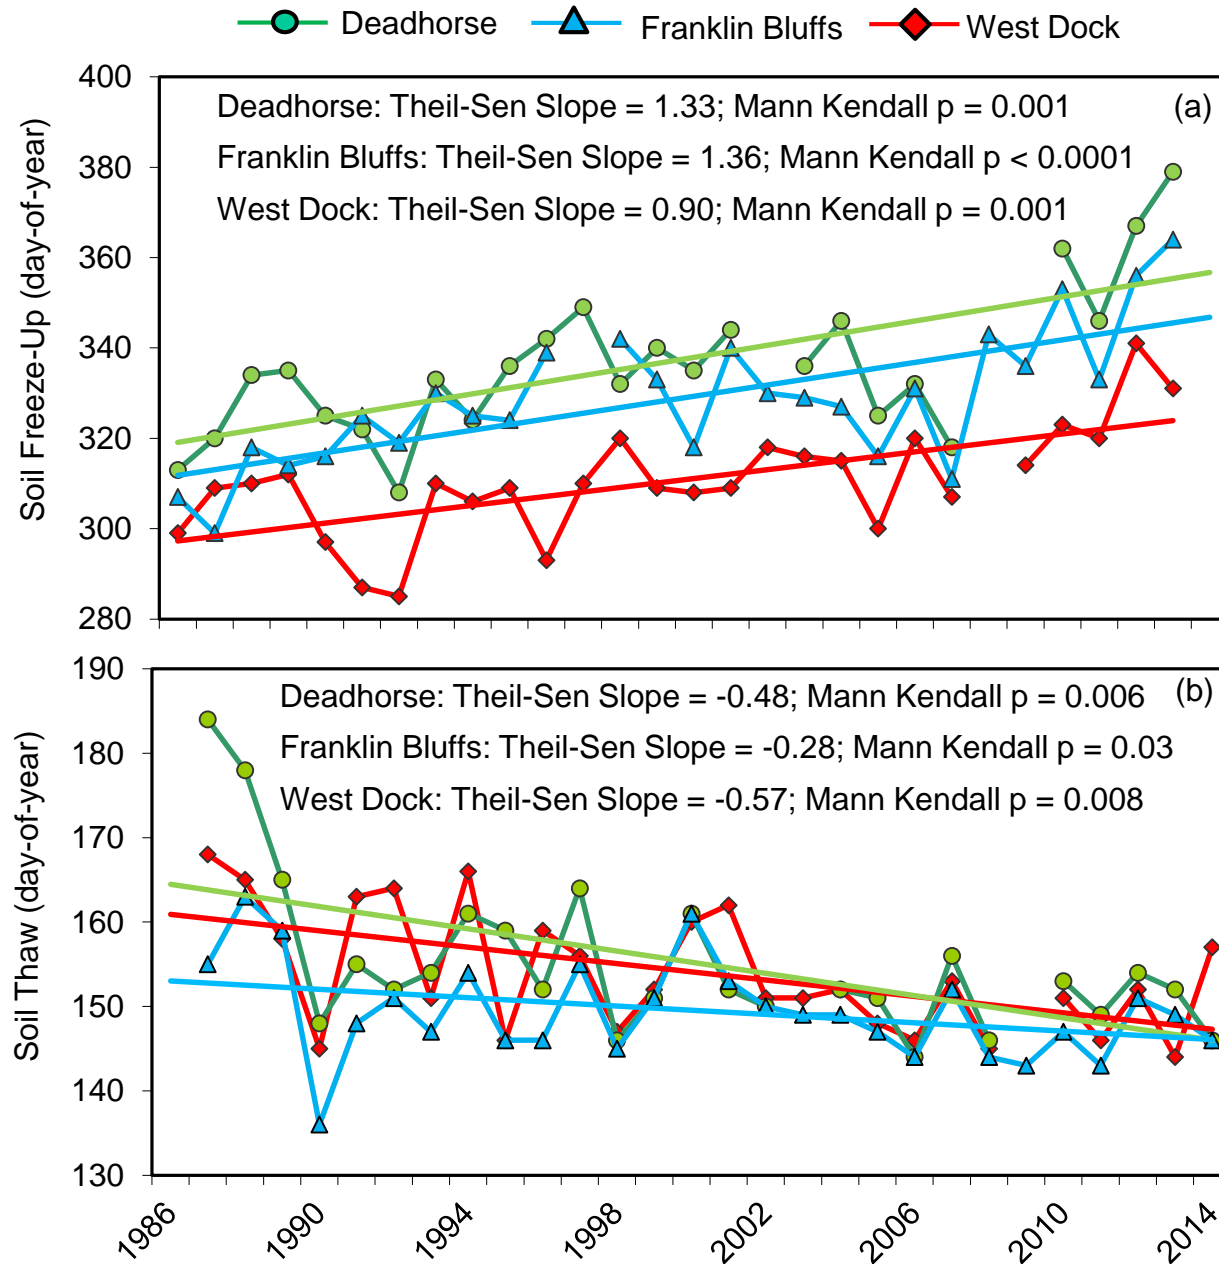 Deadhorse Franklin Bluffs West Dock
400
380
360
340
320
300
280
Soil Freeze-Up (day-of-year)
Deadhorse: Theil-Sen Slope = 1.33; Mann Kendall p = 0.001
(a)
Franklin Bluffs: Theil-Sen Slope = 1.36; Mann Kendall p < 0.0001
West Dock: Theil-Sen Slope = 0.90; Mann Kendall p = 0.001
190
180
170
160
150
140
130
Soil Thaw (day-of-year)
Deadhorse: Theil-Sen Slope = -0.48; Mann Kendall p = 0.006
(b)
Franklin Bluffs: Theil-Sen Slope = -0.28; Mann Kendall p = 0.03
West Dock: Theil-Sen Slope = -0.57; Mann Kendall p = 0.008
1986 1990 1994 1998 2002 2006 2010 2014